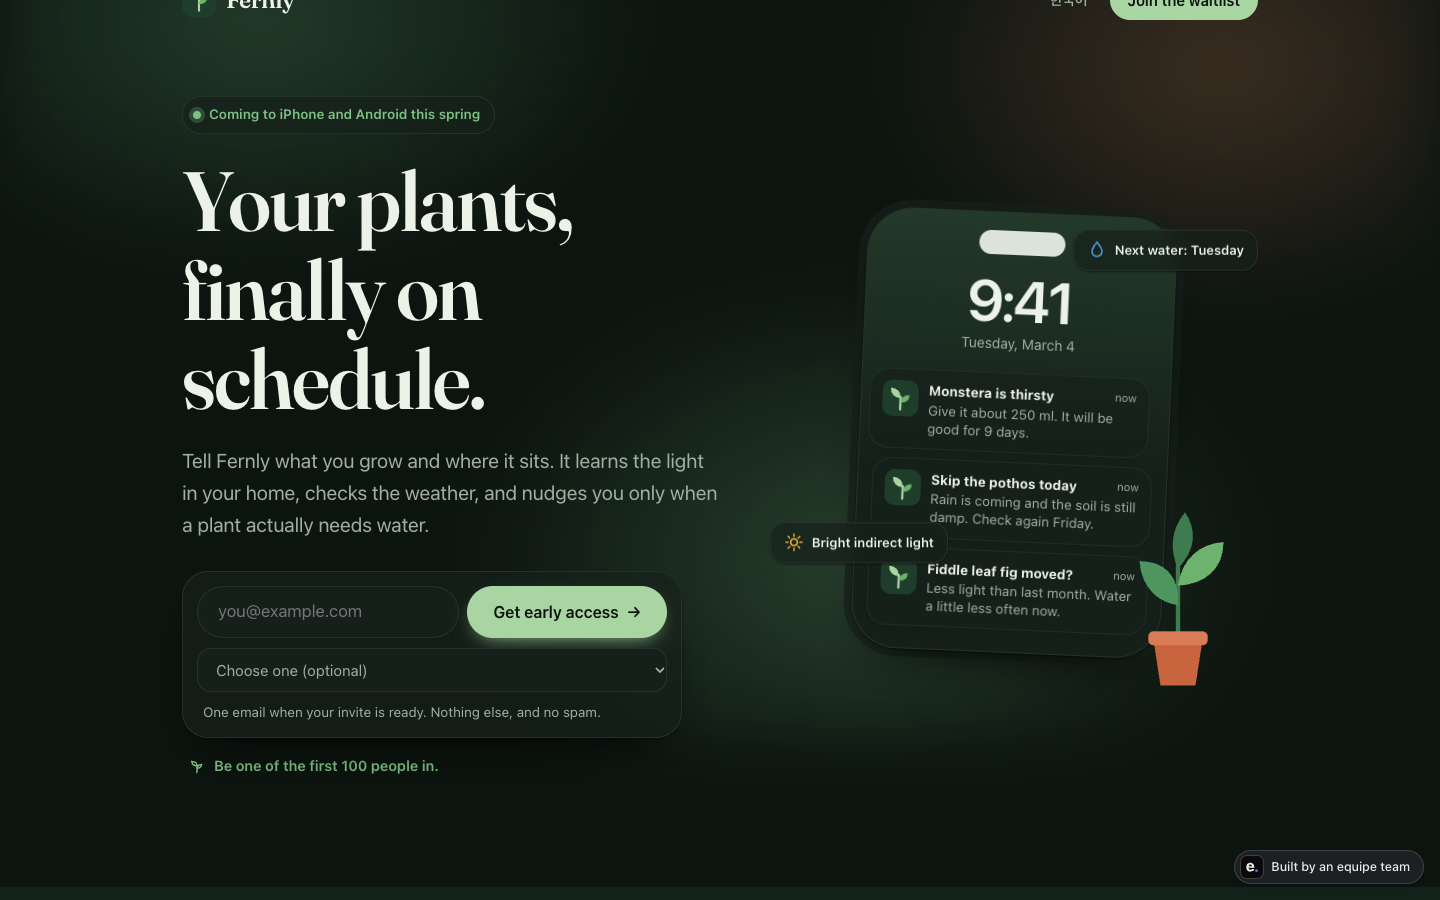 Fernly
한국어
Join the waitlist
Coming to iPhone and Android this spring
Your plants,
finally on
schedule.
Tell Fernly what you grow and where it sits. It learns the light
in your home, checks the weather, and nudges you only when
a plant actually needs water.
you@example.com
Get early access →
Choose one (optional)
One email when your invite is ready. Nothing else, and no spam.
Be one of the first 100 people in.
Next water: Tuesday
9:41
Tuesday, March 4
Monstera is thirsty
now
Give it about 250 ml. It will be
good for 9 days.
Skip the pothos today
now
Rain is coming and the soil is still
damp. Check again Friday.
Bright indirect light
Fiddle leaf fig moved?
now
Less light than last month. Water
a little less often now.
e.
Built by an equipe team